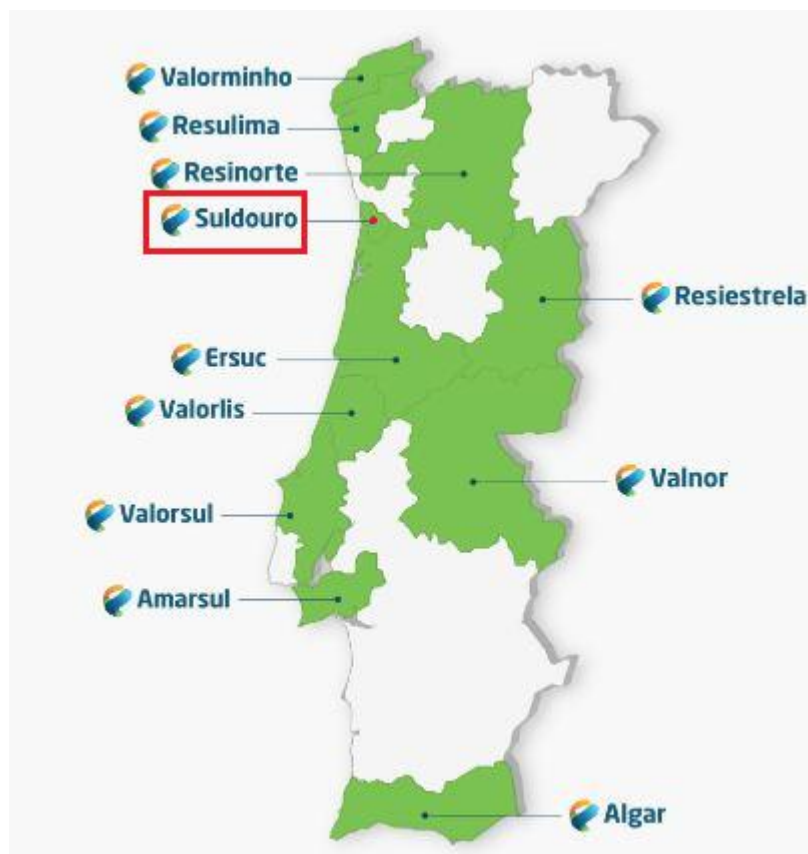 Valorminho
Resulima
Resinorte
Suldouro
Resiestrela
Ersuc
Valorlis
Valnor
Valorsul
Amarsul
Algar